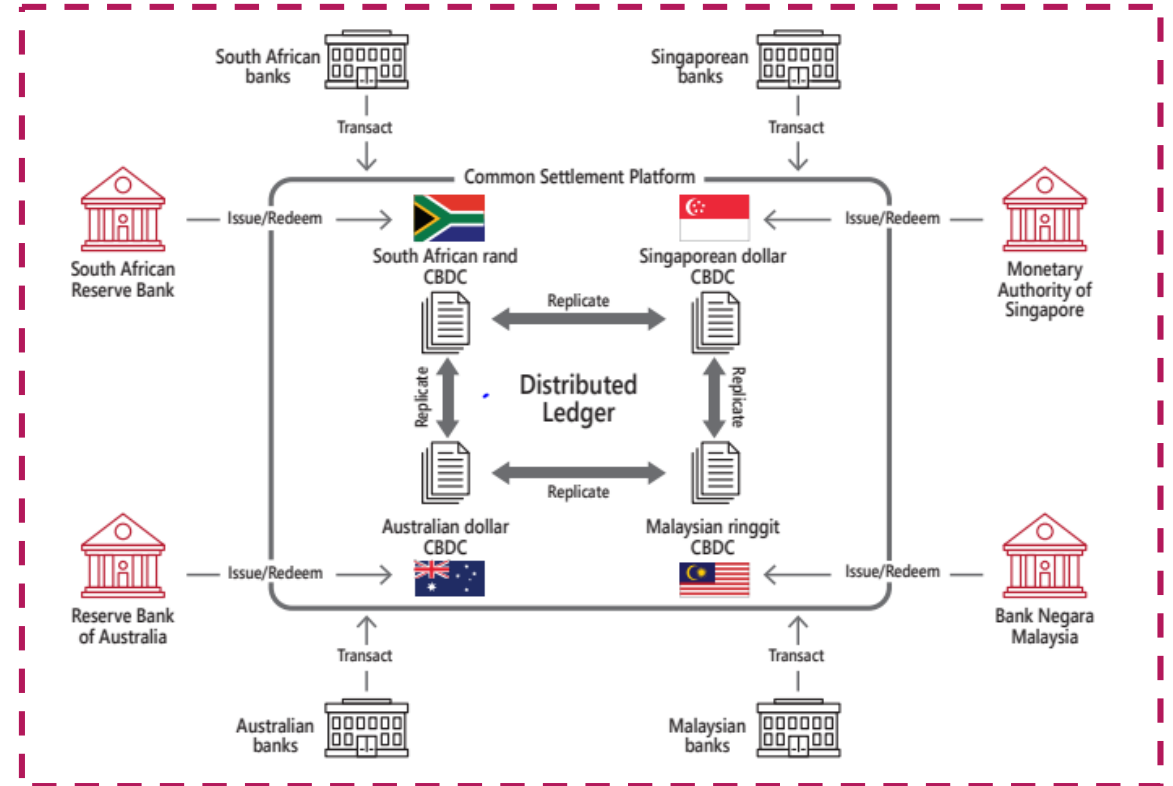 South African
banks
Singaporean
banks
Transact
Transact
Common Settlement Platform
Issue/Redeem
Issue/Redeem
South African
Reserve Bank
South African rand
CBDC
Singaporean dollar
CBDC
Monetary
Authority of
Singapore
Replicate
Replicate
Distributed
Ledger
Replicate
Replicate
Australian dollar
CBDC
Malaysian ringgit
CBDC
Issue/Redeem
Issue/Redeem
Reserve Bank
of Australia
Bank Negara
Malaysia
Transact
Transact
Australian
banks
Malaysian
banks